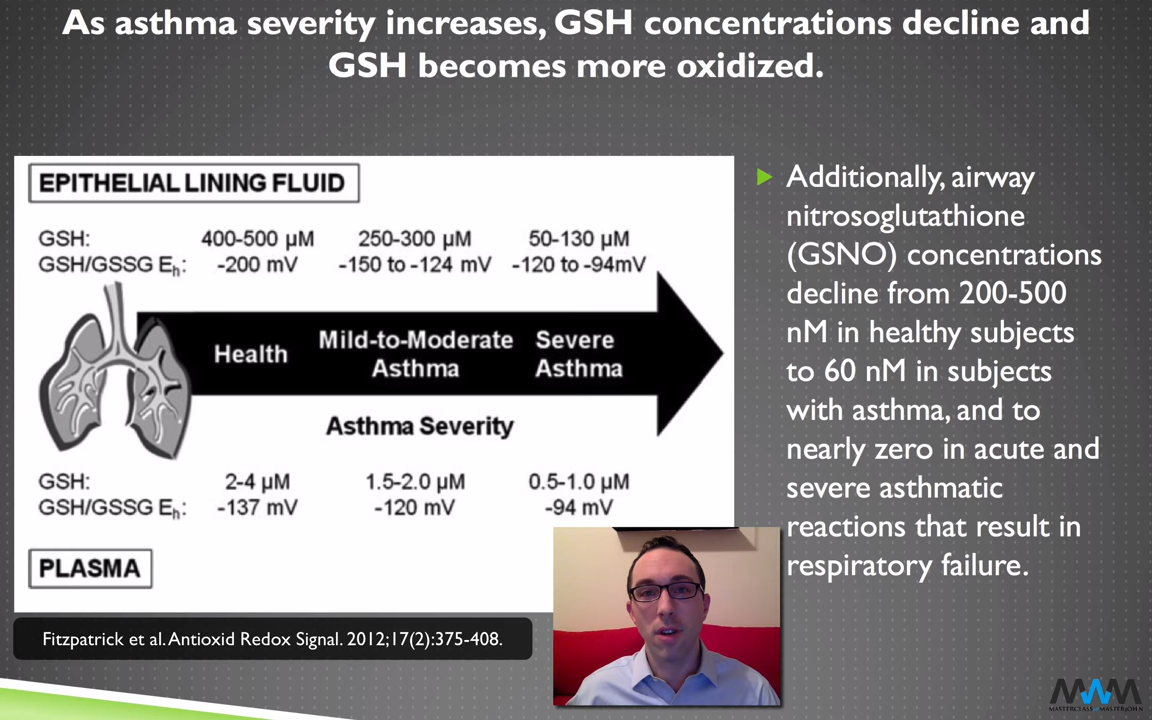 As asthma severity increases, GSH concentrations decline and
GSH becomes more oxidized.
EPITHELIAL LINING FLUID
GSH: 400-500 µM 250-300 µM 50-130 µM
GSH/GSSG Eh: -200 mV -150 to -124 mV -120 to -94mV
Health Mild-to-Moderate Asthma Severe Asthma
Asthma Severity
GSH: 2-4 µM 1.5-2.0 µM 0.5-1.0 µM
GSH/GSSG Eh: -137 mV -120 mV -94 mV
PLASMA
Fitzpatrick et al. Antioxid Redox Signal. 2012;17(2):375-408.
Additionally, airway
nitrosoglutathione
(GSNO) concentrations
decline from 200-500
nM in healthy subjects
to 60 nM in subjects
with asthma, and to
nearly zero in acute and
severe asthmatic
reactions that result in
respiratory failure.
MWM
MASTERCLASS WITH MASTERJOHN